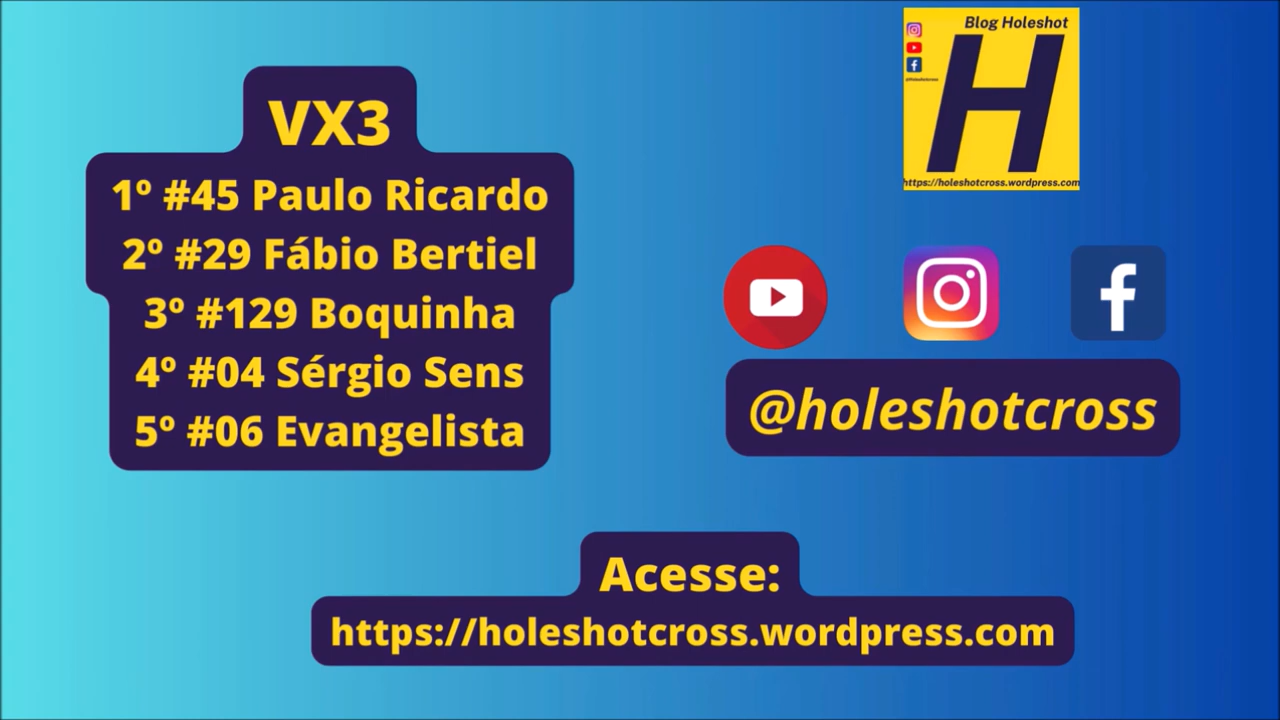 VX3
1º #45 Paulo Ricardo
2º #29 Fábio Bertiel
3º #129 Boquinha
4º #04 Sérgio Sens
5º #06 Evangelista
Blog Holeshot
@holeshotcross
H
https://holeshotcross.wordpress.com
@holeshotcross
Acesse:
https://holeshotcross.wordpress.com